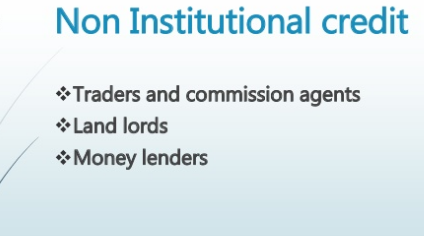 Non Institutional credit
❖Traders and commission agents
❖Land lords
❖Money lenders